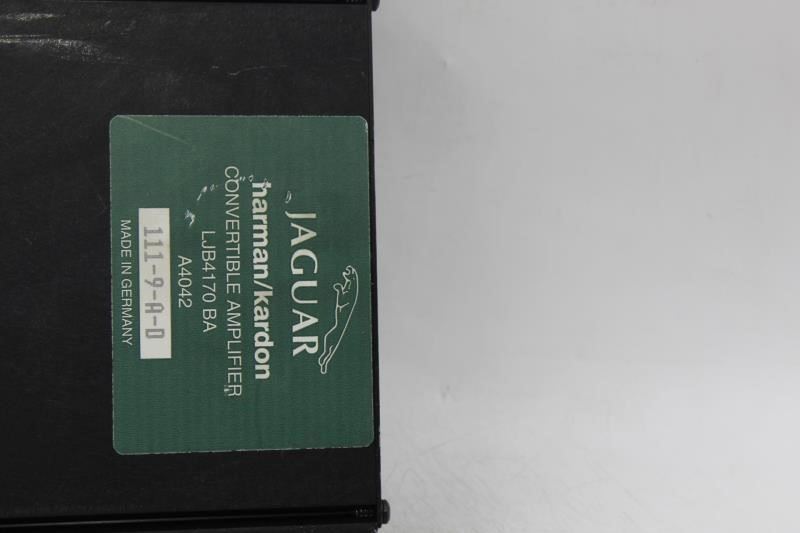 JAGUAR
harman/kardon
CONVERTIBLE AMPLIFIER
LJB4170 BA
A4042
111-9-A-D
MADE IN GERMANY